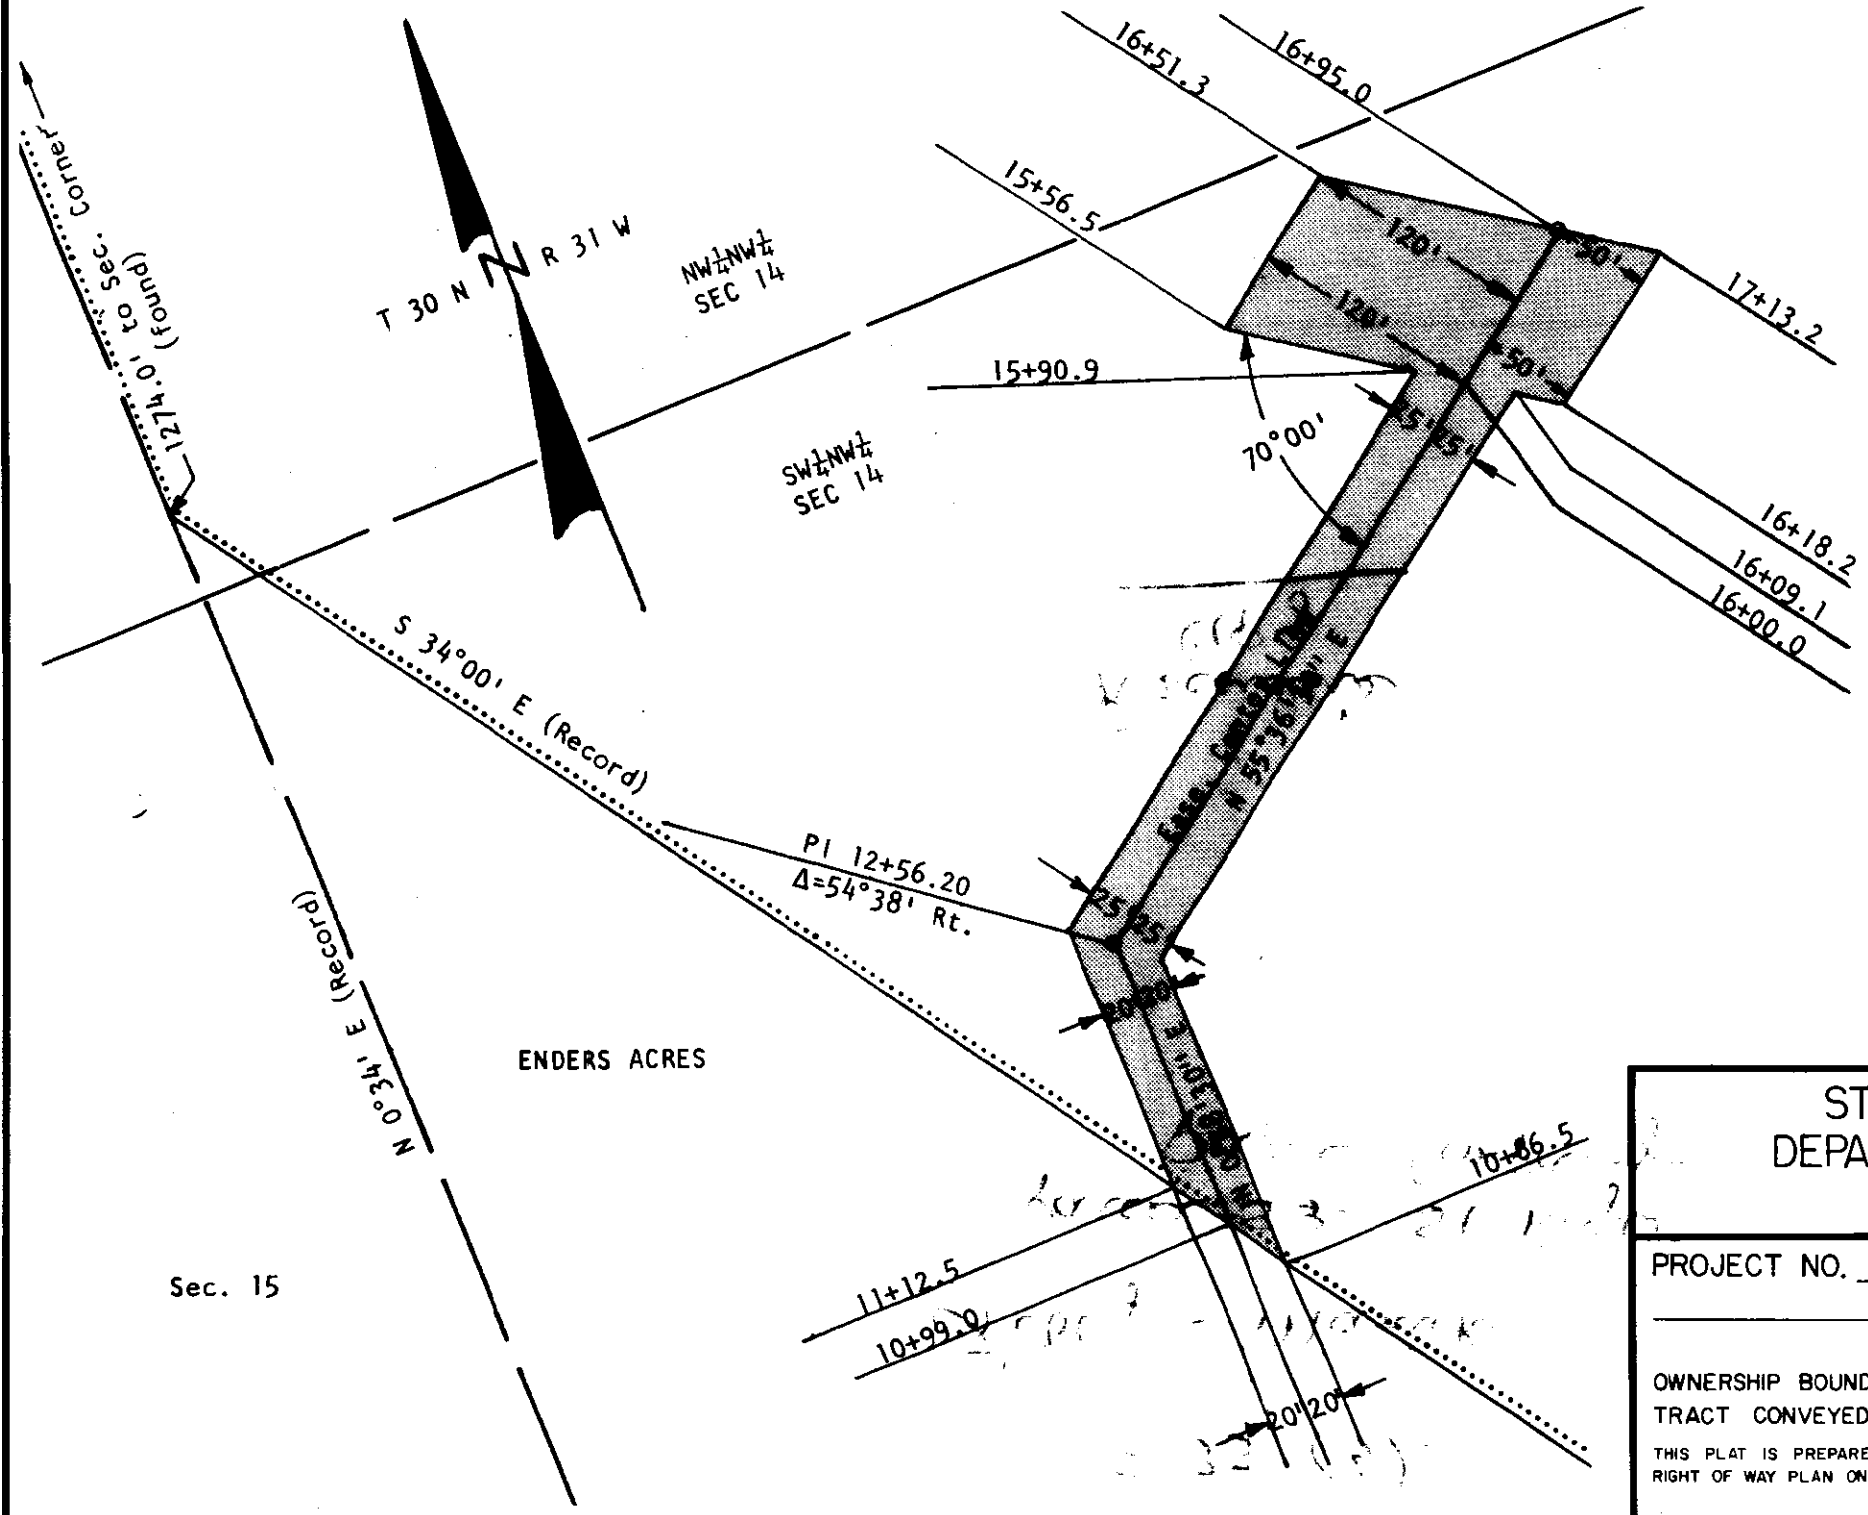 16+51.3
16+95.0
15+56.5
1274.0' to Sec. Corner
(found)
T 30 N R 31 W
NW¼NW¼
SEC 14
120'
50'
17+13.2
120'
50'
15+90.9
25' 25'
70°00'
SW¼NW¼
SEC 14
16+18.2
16+09.1
16+00.0
S 34°00' E (Record)
N 55°36' E
PI 12+56.20
Δ=54°38' Rt.
25' 25'
20' 20'
N 0°34' E (Record)
ENDERS ACRES
10+86.5
ST
DEPA
Sec. 15
11+12.5
10+99.0
PROJECT NO.
20' 20'
OWNERSHIP BOUND
TRACT CONVEYED
THIS PLAT IS PREPARE
RIGHT OF WAY PLAN ON